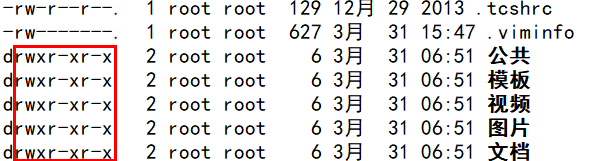 -rw-r--r--. 1 root root 129 12月 29 2013 .tcshrc
-rw-------. 1 root root 627 3月 31 15:47 .viminfo
drwxr-xr-x 2 root root 6 3月 31 06:51 公共
drwxr-xr-x 2 root root 6 3月 31 06:51 模板
drwxr-xr-x 2 root root 6 3月 31 06:51 视频
drwxr-xr-x 2 root root 6 3月 31 06:51 图片
drwxr-xr-x 2 root root 6 3月 31 06:51 文档